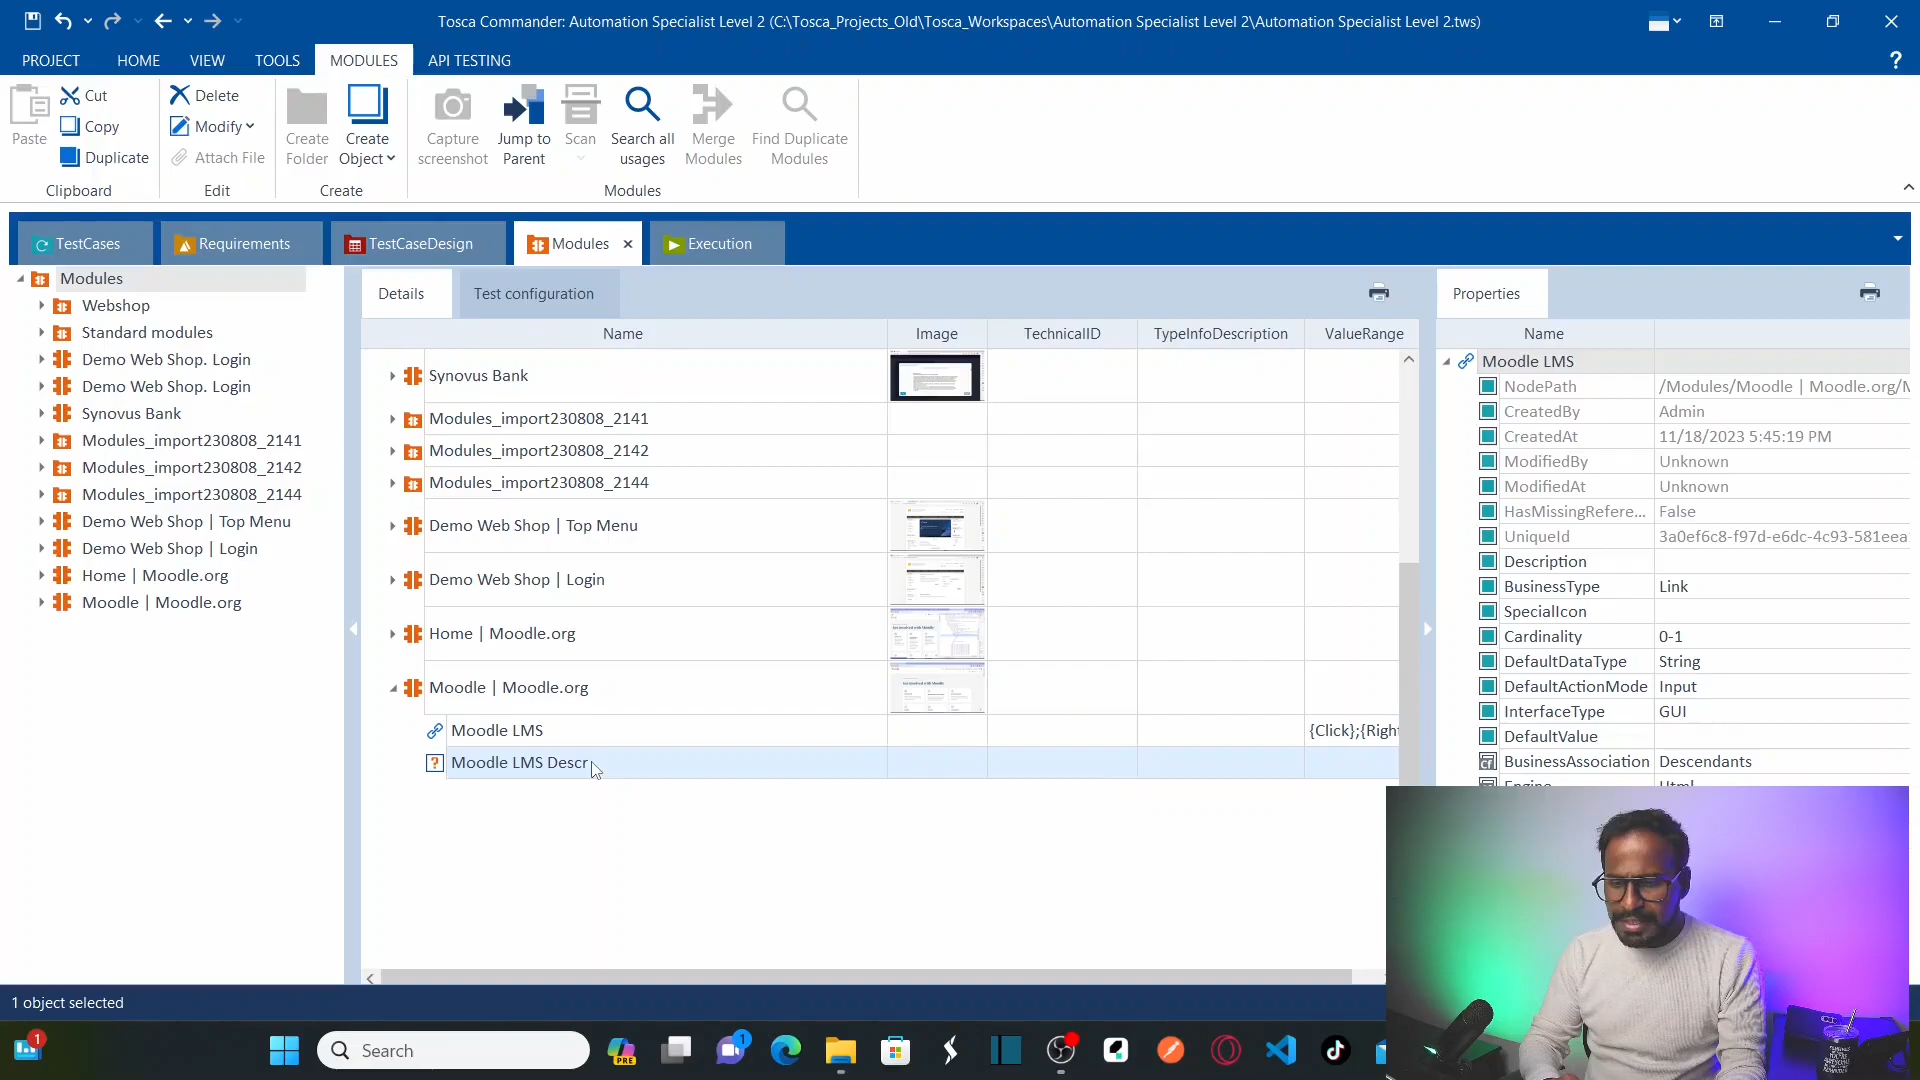 Tosca Commander: Automation Specialist Level 2 (C:\Tosca_Projects_Old\Tosca_Workspaces\Automation Specialist Level 2\Automation Specialist Level 2.tws)
PROJECT HOME VIEW TOOLS MODULES API TESTING ?
Paste
Cut
Copy
Duplicate
Clipboard
Delete
Modify
Attach File
Edit
Create Folder
Create Object
Create
Capture screenshot
Jump to Parent
Scan
Search all usages
Merge Modules
Find Duplicate Modules
Modules
TestCases Requirements TestCaseDesign Modules Execution
Modules
Webshop
Standard modules
Demo Web Shop. Login
Demo Web Shop. Login
Synovus Bank
Modules_import230808_2141
Modules_import230808_2142
Modules_import230808_2144
Demo Web Shop | Top Menu
Demo Web Shop | Login
Home | Moodle.org
Moodle | Moodle.org
Details Test configuration
Name Image TechnicalID TypeInfoDescription ValueRange
Synovus Bank
Modules_import230808_2141
Modules_import230808_2142
Modules_import230808_2144
Demo Web Shop | Top Menu
Demo Web Shop | Login
Home | Moodle.org
Moodle | Moodle.org
Moodle LMS {Click};{Right
Moodle LMS Descr
Properties
Name
Moodle LMS
NodePath /Modules/Moodle | Moodle.org/M
CreatedBy Admin
CreatedAt 11/18/2023 5:45:19 PM
ModifiedBy Unknown
ModifiedAt Unknown
HasMissingRefere... False
UniqueId 3a0ef6c8-f97d-e6dc-4c93-581eea
Description
BusinessType Link
SpecialIcon
Cardinality 0-1
DefaultDataType String
DefaultActionMode Input
InterfaceType GUI
DefaultValue
BusinessAssociation Descendants
Engine Html
1 object selected
1
Search
PRE
1